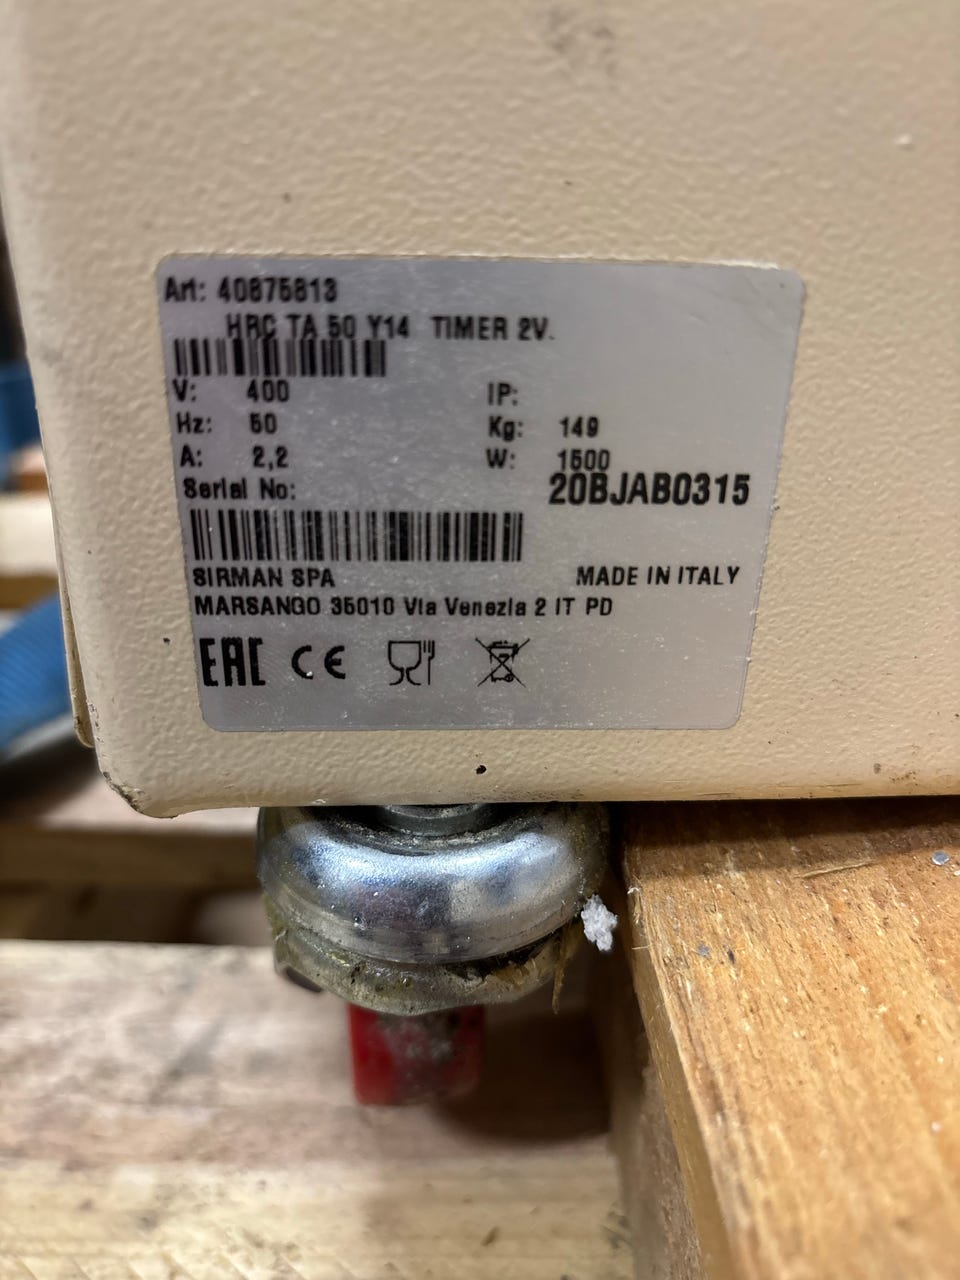 Art: 40875813
HRC TA 50 Y14 TIMER 2V.
V: 400 IP:
Hz: 50 Kg: 149
A: 2,2 W: 1500
Serial No: 20BJAB0315
SIRMAN SPA MADE IN ITALY
MARSANGO 35010 Via Venezia 2 IT PD
EAC CE